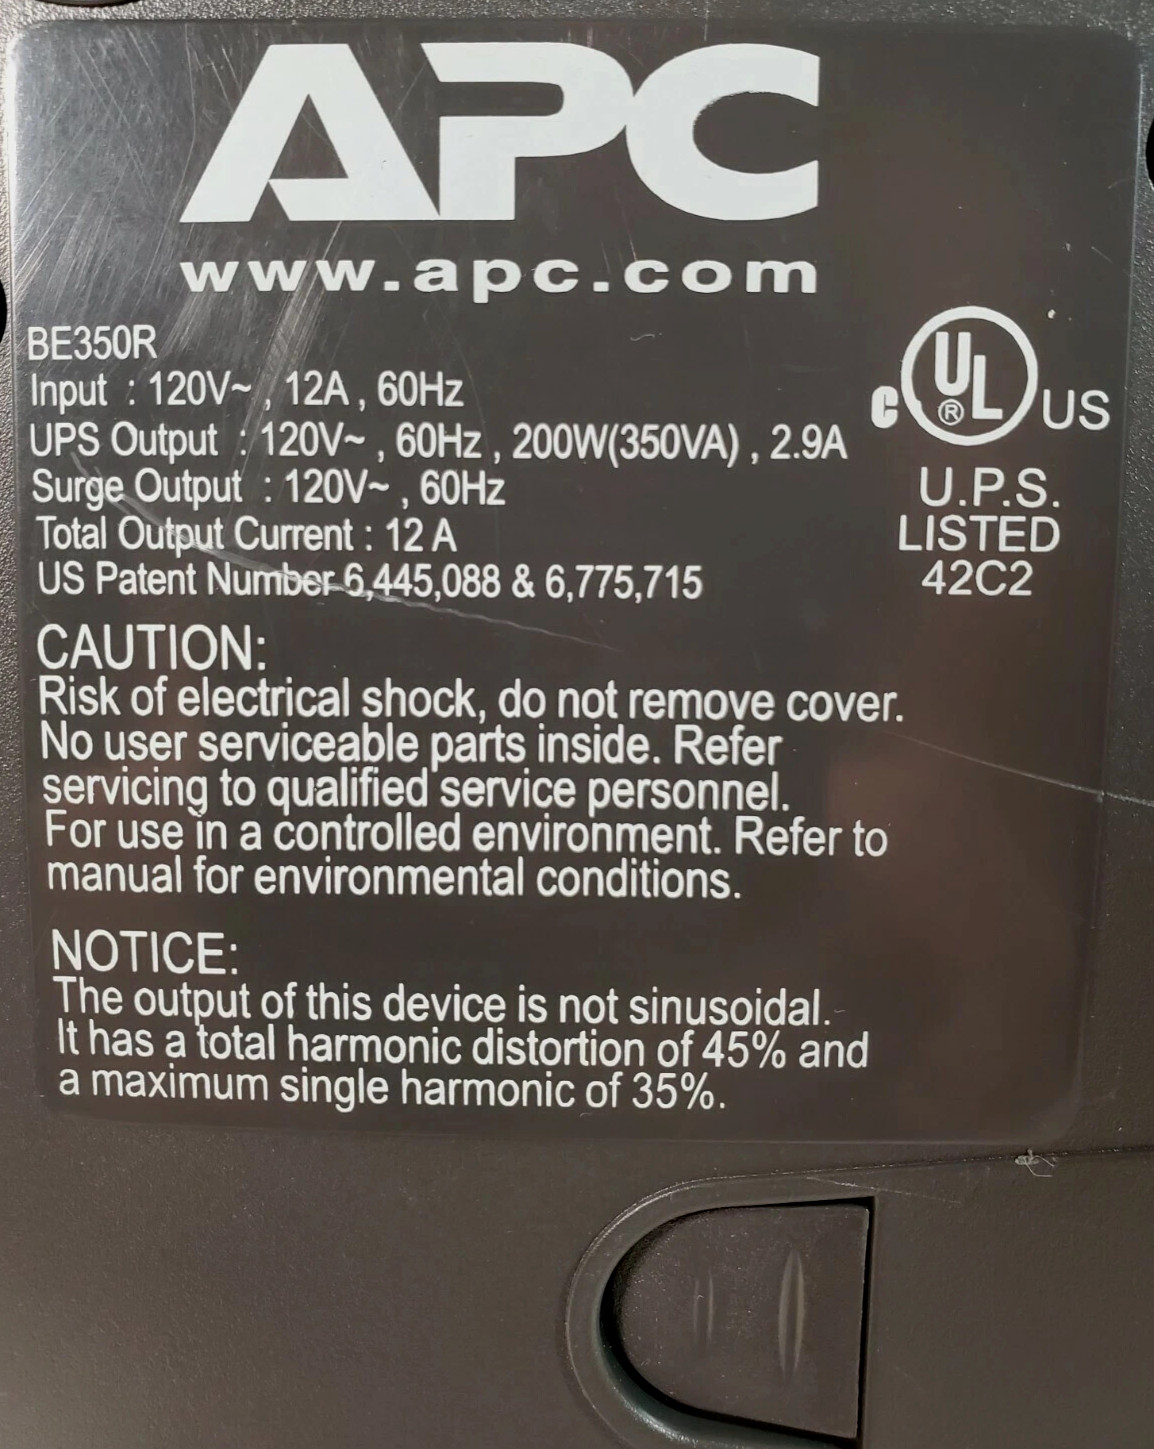 APC
www.apc.com
BE350R
Input : 120V~ , 12A , 60Hz
UPS Output : 120V~ , 60Hz , 200W(350VA) , 2.9A
Surge Output : 120V~ , 60Hz
Total Output Current : 12 A
US Patent Number 6,445,088 & 6,775,715
c UL ® US
U.P.S.
LISTED
42C2
CAUTION:
Risk of electrical shock, do not remove cover.
No user serviceable parts inside. Refer
servicing to qualified service personnel.
For use in a controlled environment. Refer to
manual for environmental conditions.
NOTICE:
The output of this device is not sinusoidal.
It has a total harmonic distortion of 45% and
a maximum single harmonic of 35%.